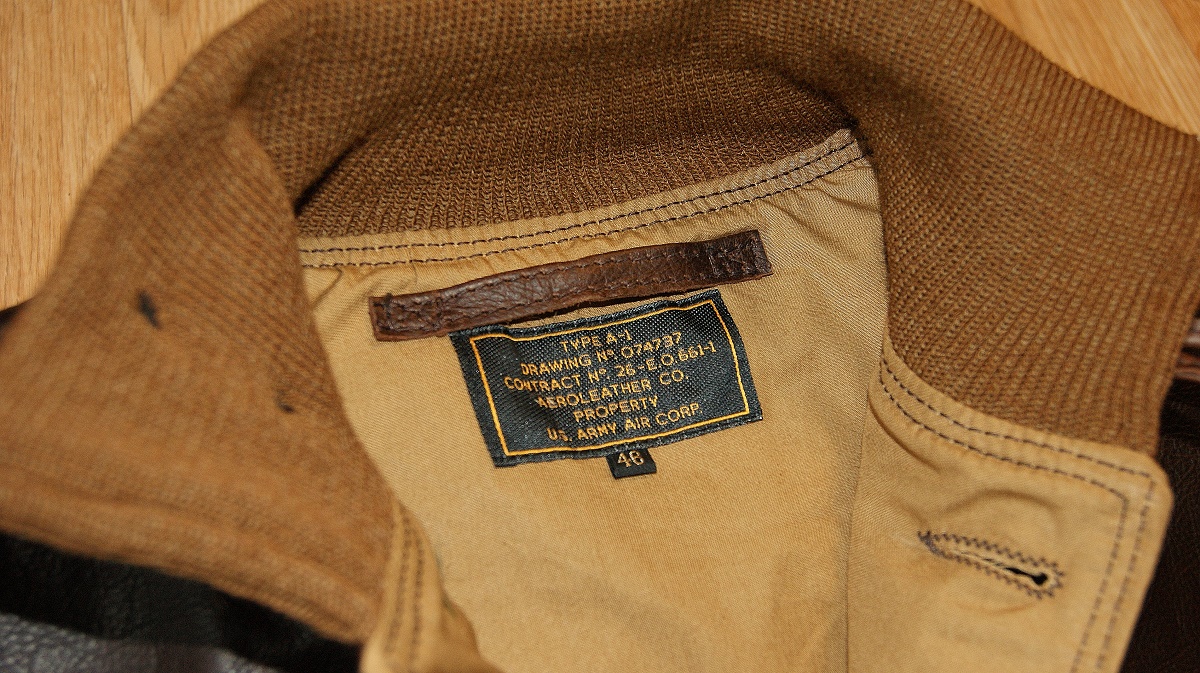 TYPE A-1
DRAWING Nº 074737
CONTRACT Nº 26-E.O.661-1
AEROLEATHER CO.
PROPERTY
U.S. ARMY AIR CORP.
46